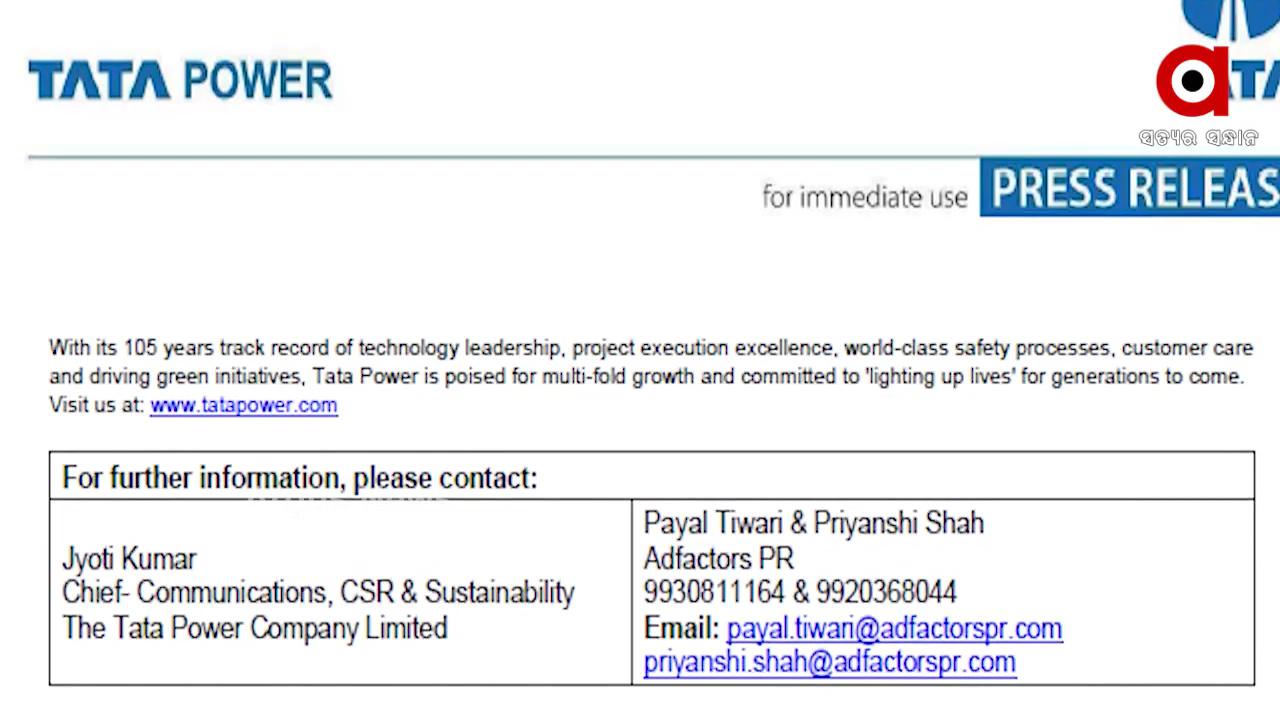 TATA POWER
TA
ସତ୍ୟର ସନ୍ଧାନ
for immediate use PRESS RELEAS
With its 105 years track record of technology leadership, project execution excellence, world-class safety processes, customer care
and driving green initiatives, Tata Power is poised for multi-fold growth and committed to 'lighting up lives' for generations to come.
Visit us at: www.tatapower.com
For further information, please contact:
Jyoti Kumar
Chief- Communications, CSR & Sustainability
The Tata Power Company Limited
Payal Tiwari & Priyanshi Shah
Adfactors PR
9930811164 & 9920368044
Email: payal.tiwari@adfactorspr.com
priyanshi.shah@adfactorspr.com